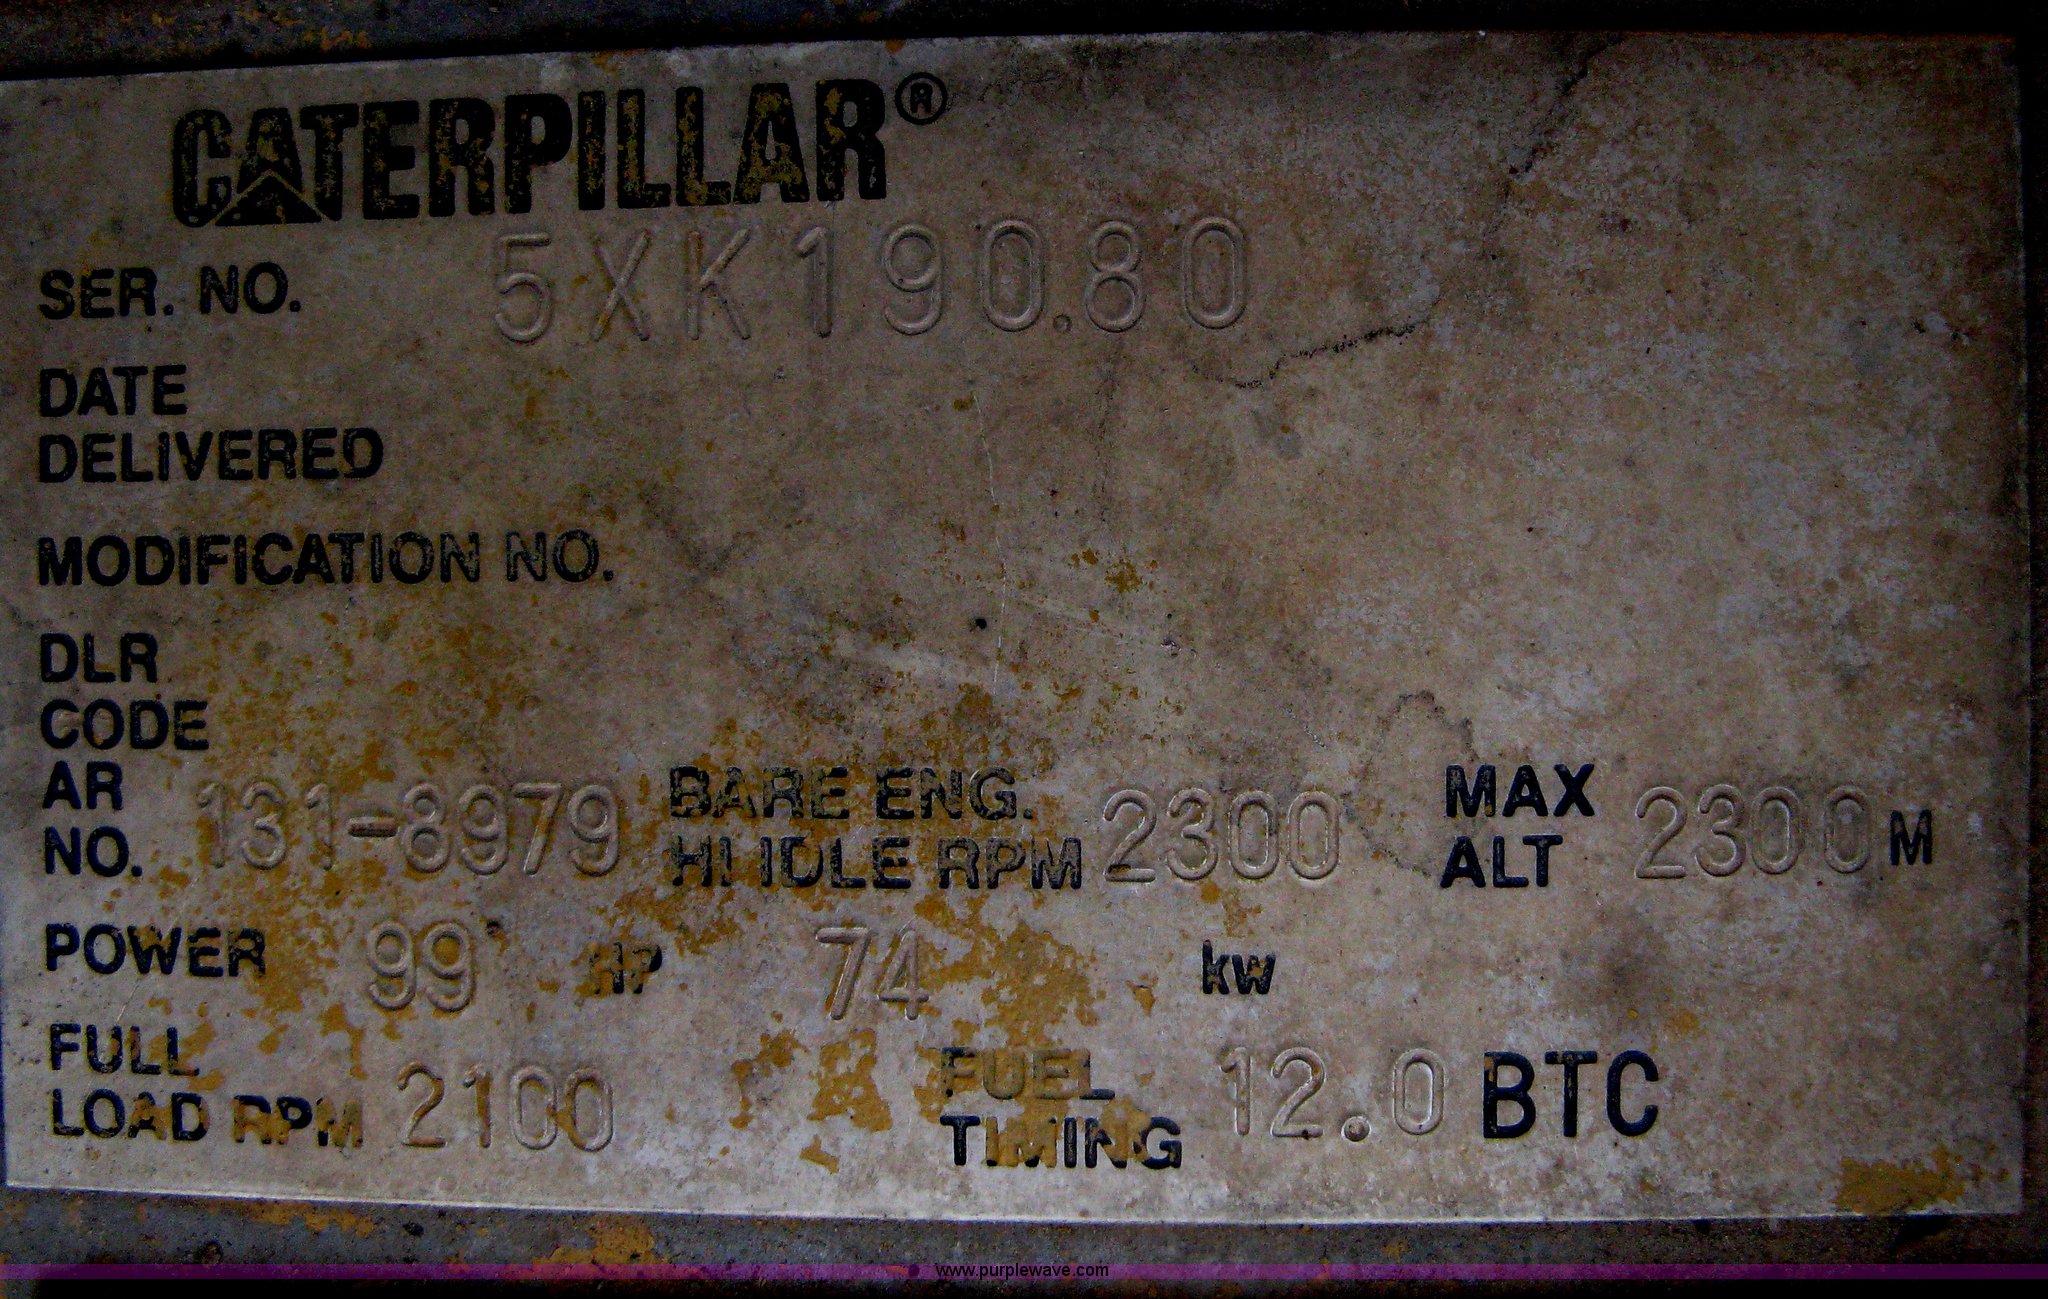 CATERPILLAR®
SER. NO. 5XK190.80
DATE
DELIVERED
MODIFICATION NO.
DLR
CODE
AR
NO. 131-8979 BARE ENG.
HI IDLE RPM 2300 MAX
ALT 2300 M
POWER 99 HP 74 kw
FULL
LOAD RPM 2100 FUEL
TIMING 12.0 BTC
www.purplewave.com